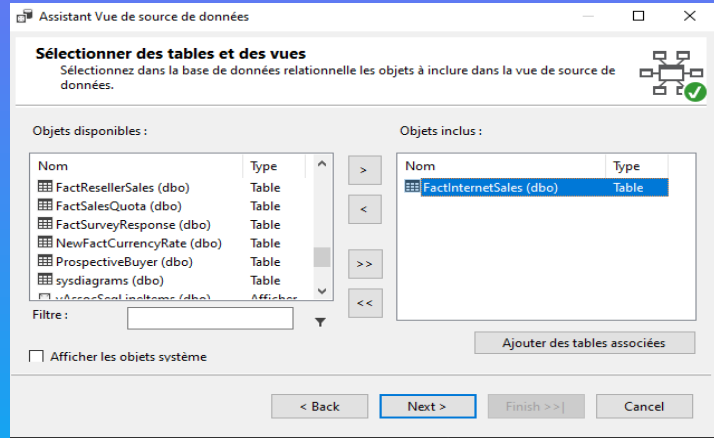 Assistant Vue de source de données
Sélectionner des tables et des vues
Sélectionnez dans la base de données relationnelle les objets à inclure dans la vue de source de
données.
Objets disponibles :
Nom Type
FactResellerSales (dbo) Table
FactSalesQuota (dbo) Table
FactSurveyResponse (dbo) Table
NewFactCurrencyRate (dbo) Table
ProspectiveBuyer (dbo) Table
sysdiagrams (dbo) Table
vAssocSeqLineItems (dbo) Afficher
Filtre :
Afficher les objets système
>
<
>>
<<
Objets inclus :
Nom Type
FactInternetSales (dbo) Table
Ajouter des tables associées
< Back Next > Finish >>| Cancel